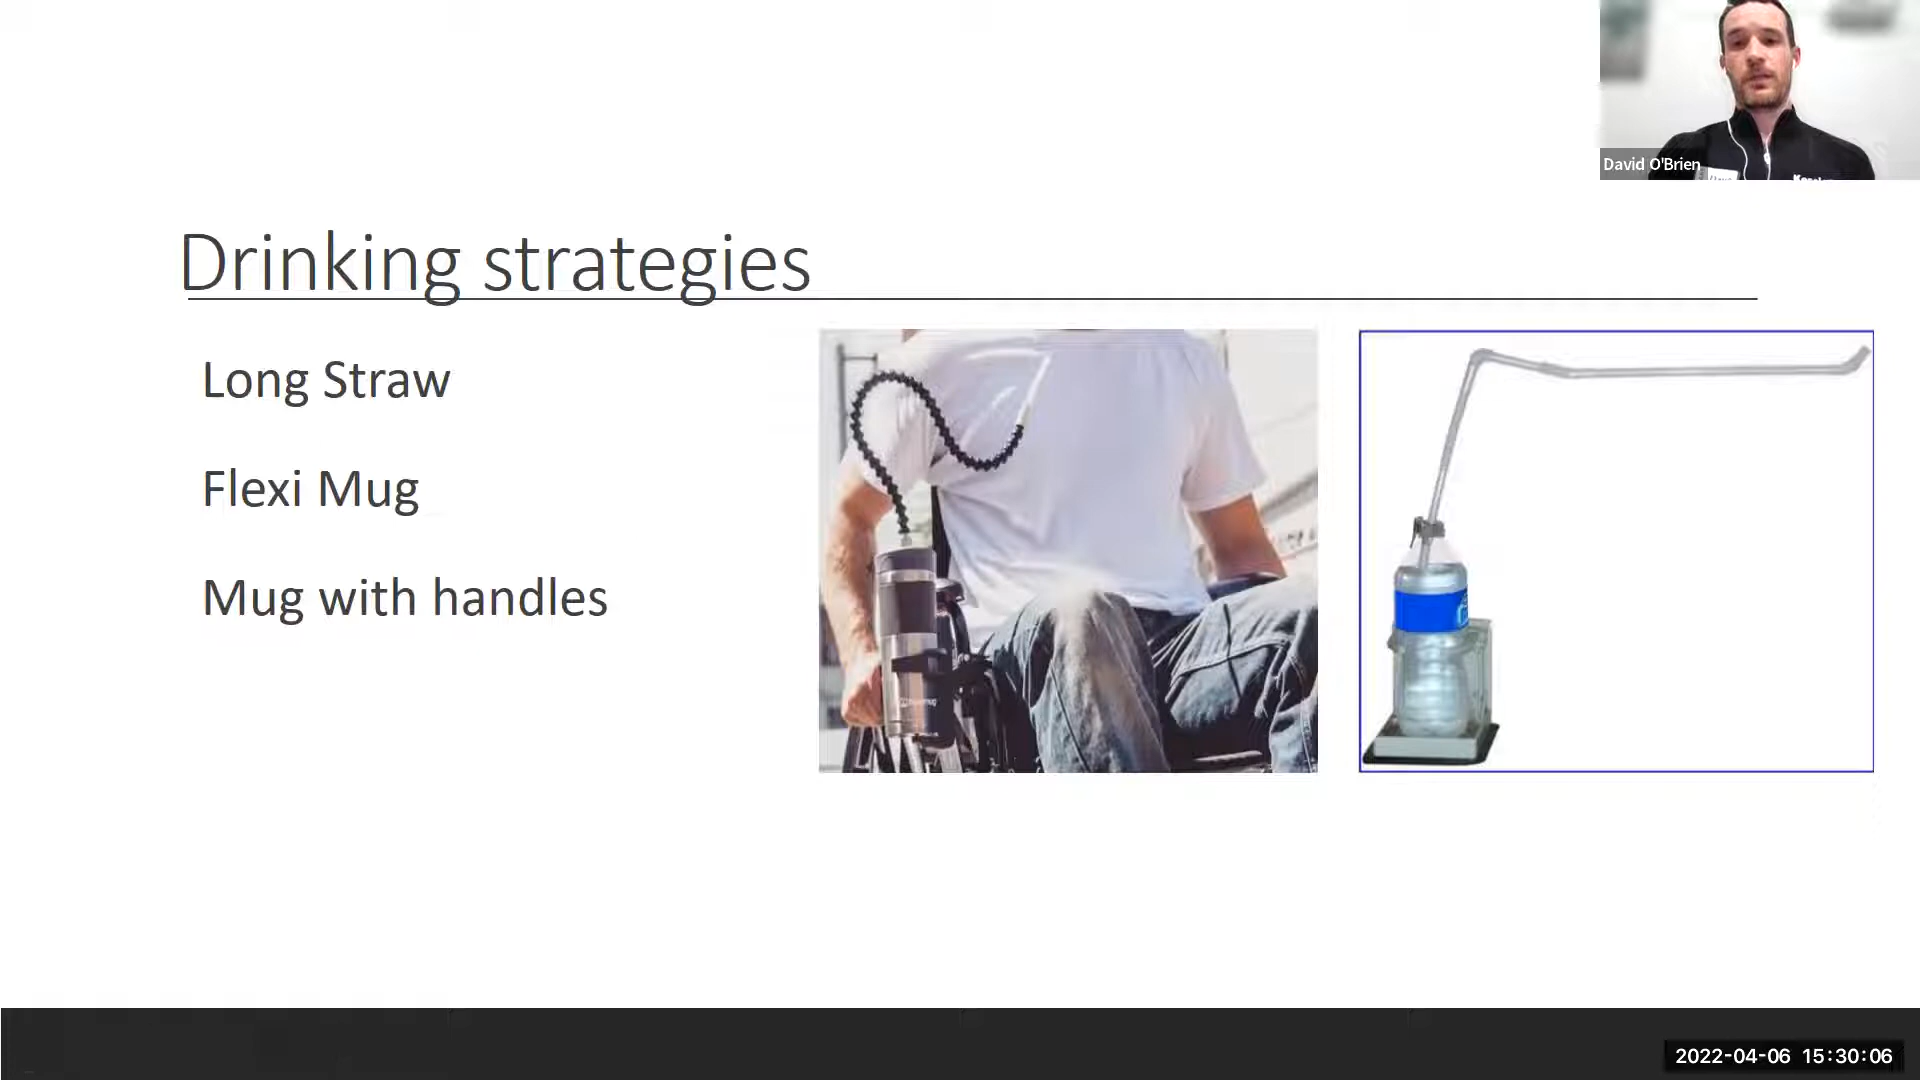 David O'Brien
Drinking strategies
Long Straw
Flexi Mug
Mug with handles
2022-04-06 15:30:06